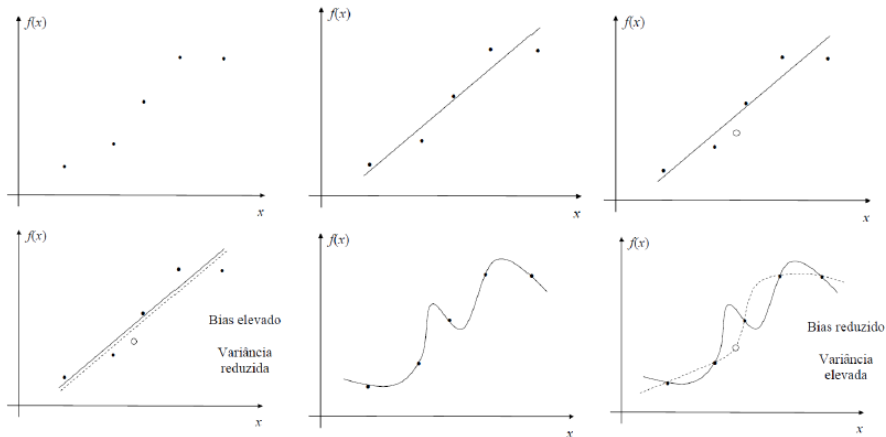 f(x)
x
f(x)
x
f(x)
x
f(x)
Bias elevado
Variância
reduzida
x
f(x)
x
f(x)
Bias reduzido
Variância
elevada
x